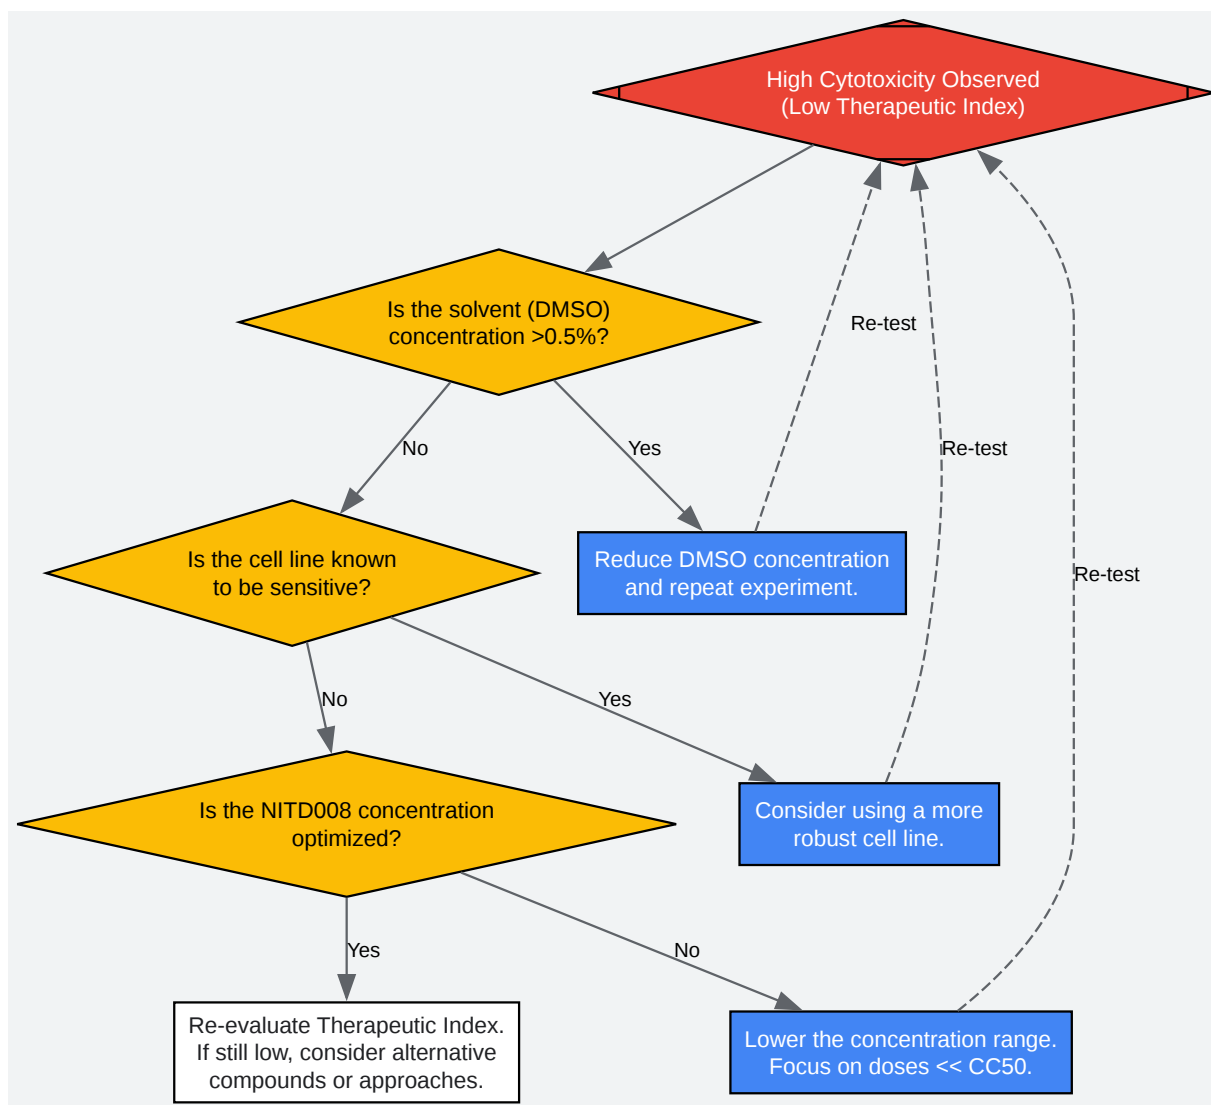 High Cytotoxicity Observed
(Low Therapeutic Index)
Is the solvent (DMSO)
concentration >0.5%?
Re-test
No
Yes
Re-test
Is the cell line known
to be sensitive?
Reduce DMSO concentration
and repeat experiment.
Re-test
No
Yes
Is the NITD008 concentration
optimized?
Consider using a more
robust cell line.
Yes
No
Re-evaluate Therapeutic Index.
If still low, consider alternative
compounds or approaches.
Lower the concentration range.
Focus on doses << CC50.